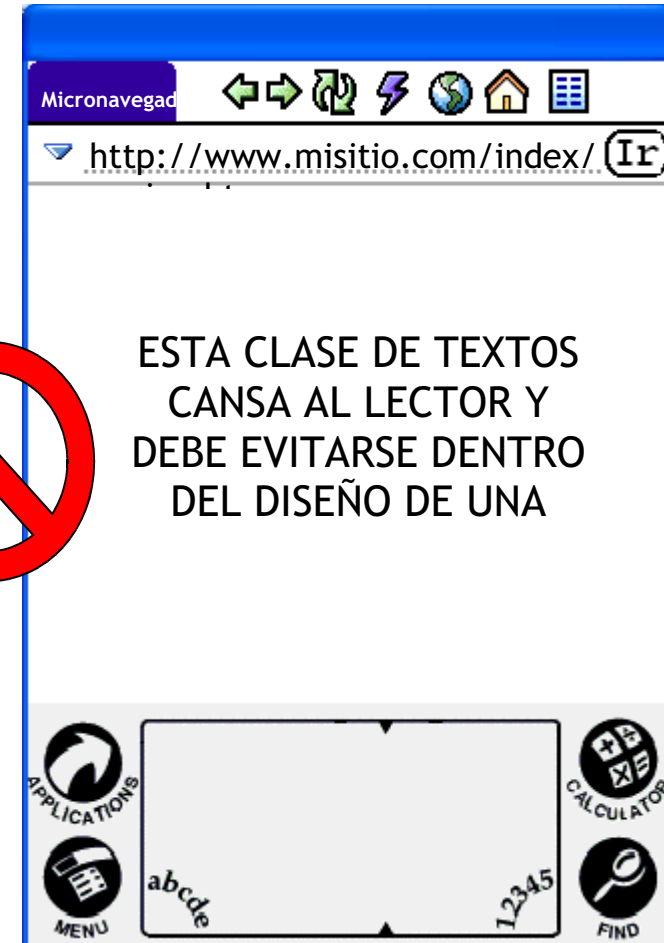 Micronavegad
http://www.misitio.com/index/
Ir
ESTA CLASE DE TEXTOS
CANSA AL LECTOR Y
DEBE EVITARSE DENTRO
DEL DISEÑO DE UNA
APPLICATIONS
CALCULATOR
abcde
12345
MENU
FIND